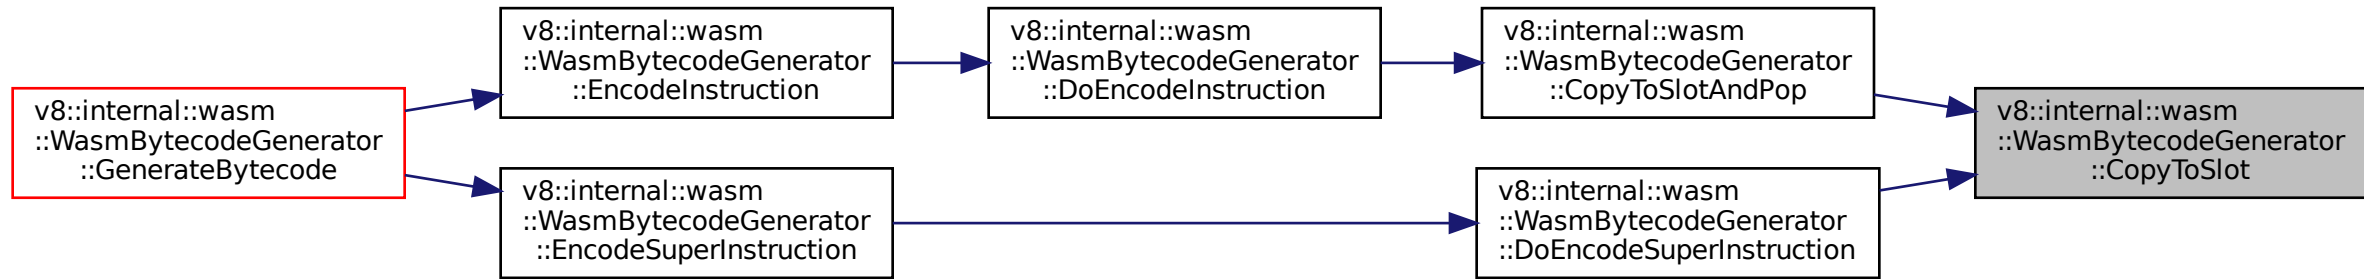 v8::internal::wasm
::WasmBytecodeGenerator
::GenerateBytecode
v8::internal::wasm
::WasmBytecodeGenerator
::EncodeInstruction
v8::internal::wasm
::WasmBytecodeGenerator
::DoEncodeInstruction
v8::internal::wasm
::WasmBytecodeGenerator
::CopyToSlotAndPop
v8::internal::wasm
::WasmBytecodeGenerator
::CopyToSlot
v8::internal::wasm
::WasmBytecodeGenerator
::EncodeSuperInstruction
v8::internal::wasm
::WasmBytecodeGenerator
::DoEncodeSuperInstruction